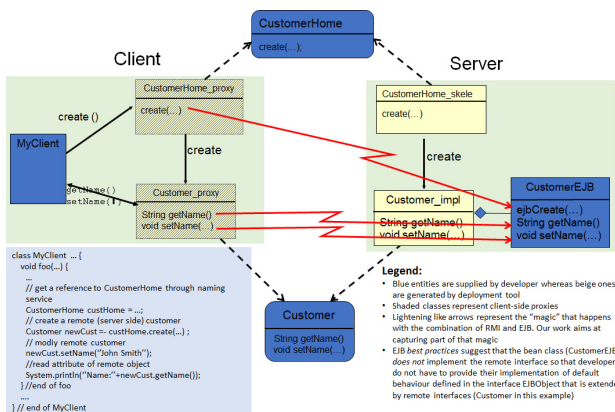 CustomerHome
create(…);
Client
Server
CustomerHome_proxy
create(…)
CustomerHome_skele
create(…)
create ()
MyClient
create
create
getName()
setName()
Customer_proxy
String getName()
void setName(…)
Customer_impl
String getName()
void setName(…)
CustomerEJB
ejbCreate(…)
String getName()
void setName(…)
class MyClient … {
void foo(…) {
…
// get a reference to CustomerHome through naming
service
CustomerHome custHome = …;
// create a remote (server side) customer
Customer newCust =- custHome.create(…) ;
// modly remote customer
newCust.setName("John Smith");
//read attribute of remote object
System.println("Name:"+newCust.getName());
} //end of foo
….
} // end of MyClient
Customer
String getName()
void setName(…)
Legend:
• Blue entities are supplied by developer whereas beige ones
are generated by deployment tool
• Shaded classes represent client-side proxies
• Lightening like arrows represent the "magic" that happens
with the combination of RMI and EJB. Our work aims at
capturing part of that magic
• EJB best practices suggest that the bean class (CustomerEJB
does not implement the remote interface so that developer
do not have to provide their implementation of default
behaviour defined in the interface EJBObject that is extende
by remote interfaces (Customer in this example)